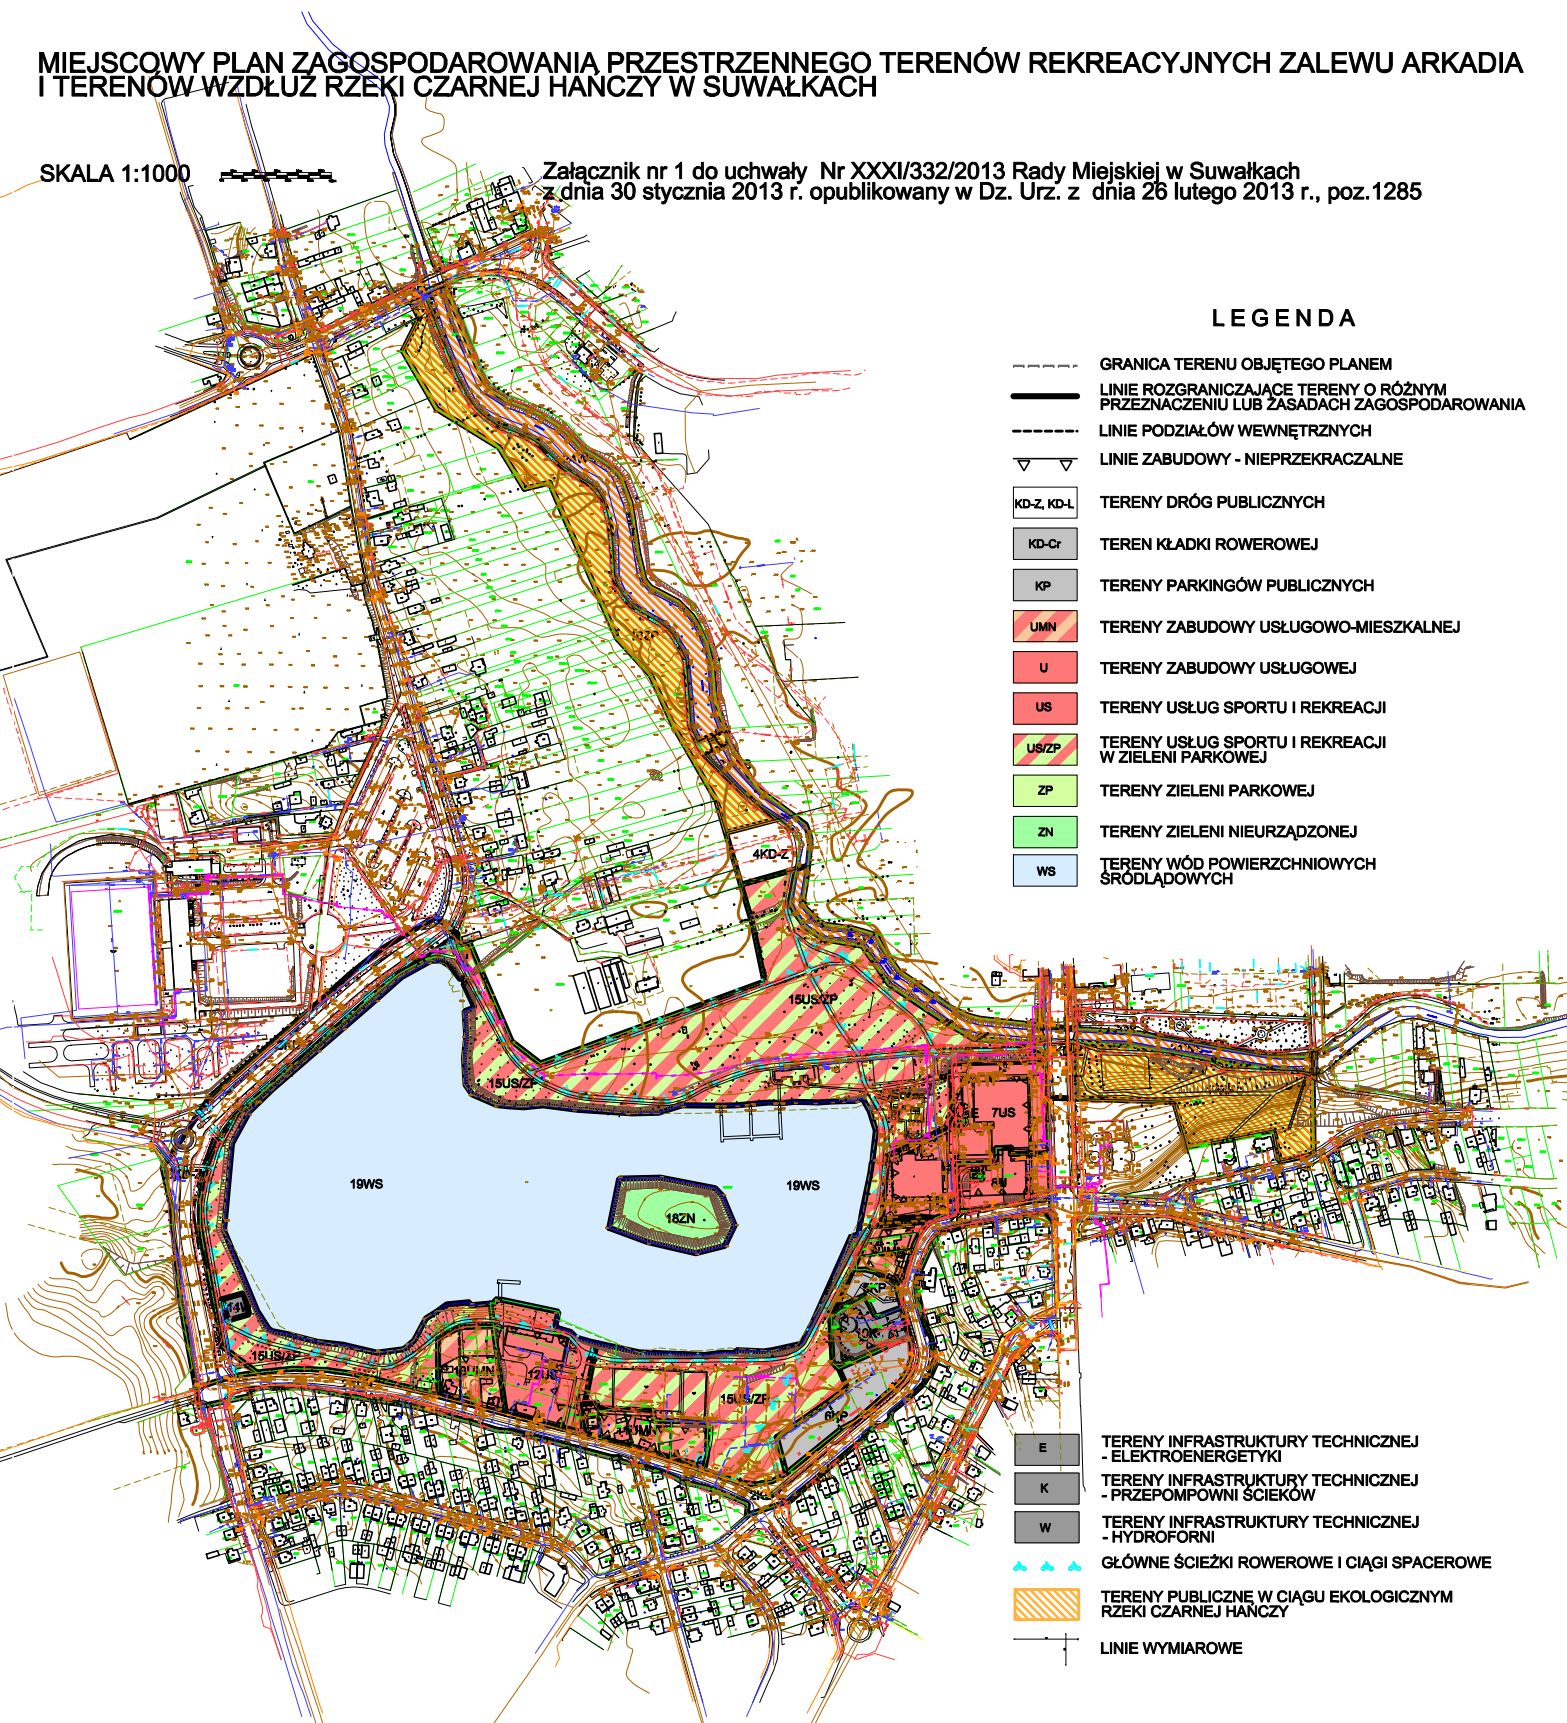 MIEJSCOWY PLAN ZAGOSPODAROWANIA PRZESTRZENNEGO TERENÓW REKREACYJNYCH ZALEWU ARKADIA
I TERENÓW WZDŁUŻ RZEKI CZARNEJ HAŃCZY W SUWAŁKACH
SKALA 1:1000
Załącznik nr 1 do uchwały Nr XXXI/332/2013 Rady Miejskiej w Suwałkach
z dnia 30 stycznia 2013 r. opublikowany w Dz. Urz. z dnia 26 lutego 2013 r., poz.1285
LEGENDA
GRANICA TERENU OBJĘTEGO PLANEM
LINIE ROZGRANICZAJĄCE TERENY O RÓŻNYM
PRZEZNACZENIU LUB ZASADACH ZAGOSPODAROWANIA
LINIE PODZIAŁÓW WEWNĘTRZNYCH
LINIE ZABUDOWY - NIEPRZEKRACZALNE
KD-Z, KD-L TERENY DRÓG PUBLICZNYCH
KD-Cr TEREN KŁADKI ROWEROWEJ
KP TERENY PARKINGÓW PUBLICZNYCH
UMN TERENY ZABUDOWY USŁUGOWO-MIESZKALNEJ
U TERENY ZABUDOWY USŁUGOWEJ
US TERENY USŁUG SPORTU I REKREACJI
US/ZP TERENY USŁUG SPORTU I REKREACJI
W ZIELENI PARKOWEJ
ZP TERENY ZIELENI PARKOWEJ
ZN TERENY ZIELENI NIEURZĄDZONEJ
WS TERENY WÓD POWIERZCHNIOWYCH
ŚRÓDLĄDOWYCH
4KD-Z
15US/ZP
15US/ZP
7US
19WS
19WS
18ZN
15US/ZP
12US
15US/ZP
6KP
E TERENY INFRASTRUKTURY TECHNICZNEJ
- ELEKTROENERGETYKI
K TERENY INFRASTRUKTURY TECHNICZNEJ
- PRZEPOMPOWNI ŚCIEKÓW
W TERENY INFRASTRUKTURY TECHNICZNEJ
- HYDROFORNI
GŁÓWNE ŚCIEŻKI ROWEROWE I CIĄGI SPACEROWE
TERENY PUBLICZNE W CIĄGU EKOLOGICZNYM
RZEKI CZARNEJ HAŃCZY
LINIE WYMIAROWE